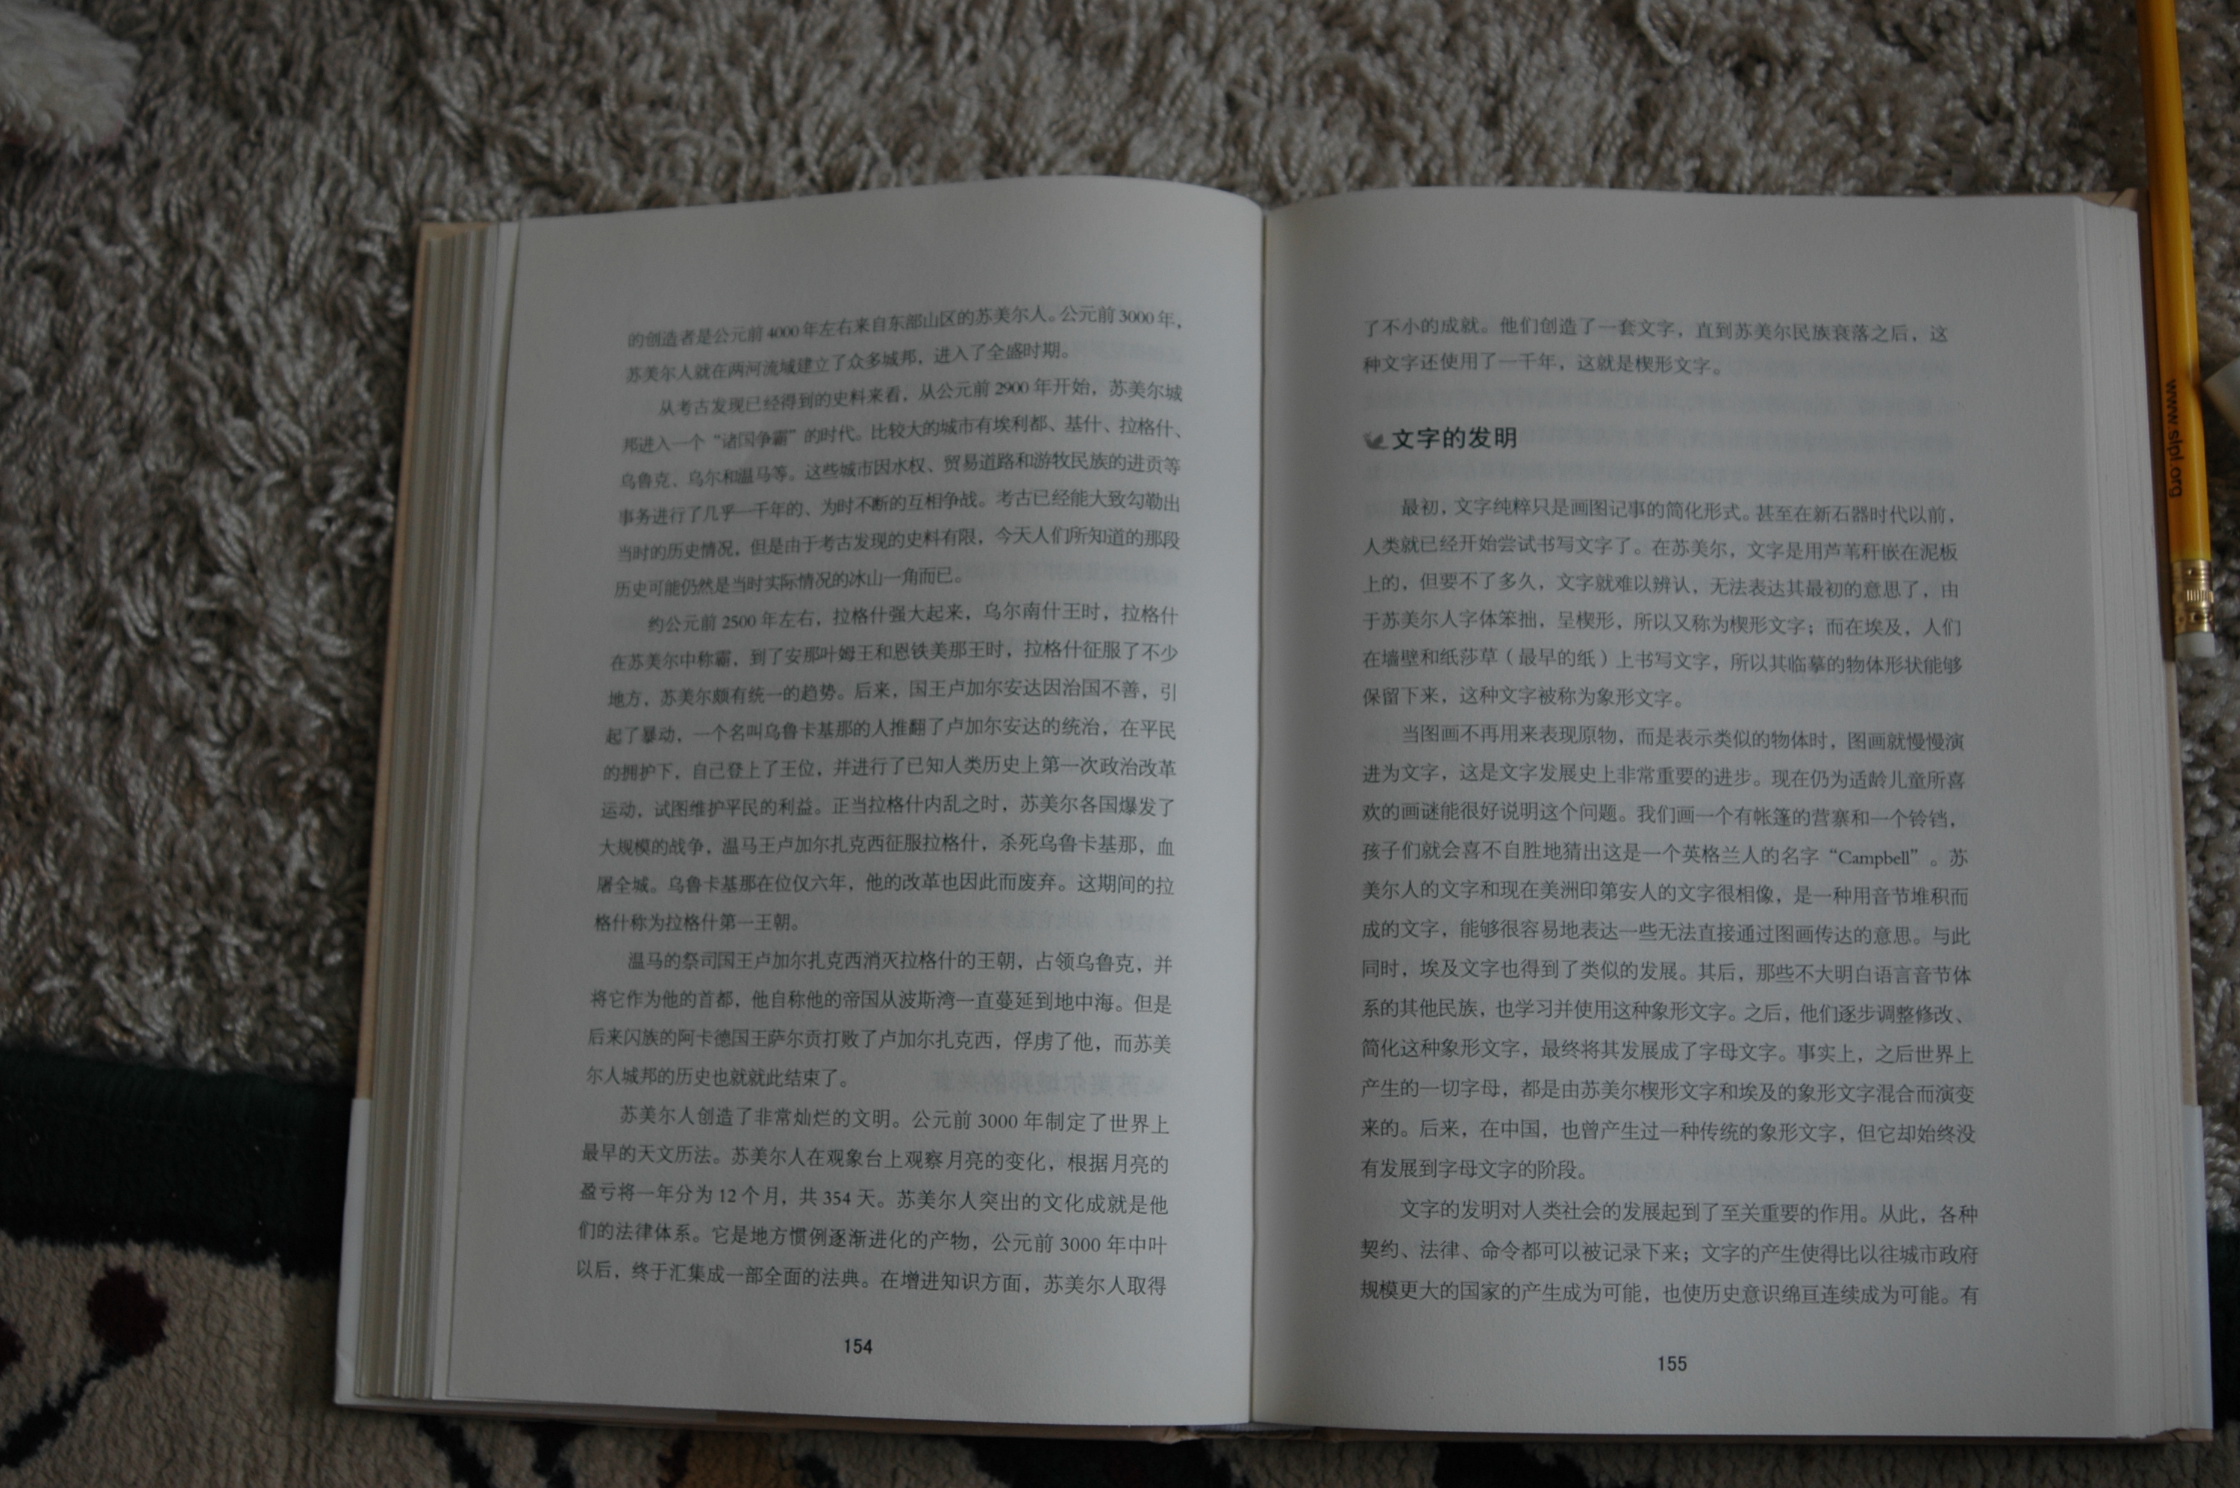 的创造者是公元前 4000 年左右来自东部山区的苏美尔人。公元前 3000 年，
苏美尔人就在两河流域建立了众多城邦，进入了全盛时期。
从考古发现已经得到的史料来看，从公元前 2900 年开始，苏美尔城
邦进入一个“诸国争霸”的时代。比较大的城市有埃利都、基什、拉格什、
乌鲁克、乌尔和温马等。这些城市因水权、贸易道路和游牧民族的进贡等
事务进行了几乎一千年的、为时不断的互相争战。考古已经能大致勾勒出
当时的历史情况，但是由于考古发现的史料有限，今天人们所知道的那段
历史可能仍然是当时实际情况的冰山一角而已。
约公元前 2500 年左右，拉格什强大起来，乌尔南什王时，拉格什
在苏美尔中称霸，到了安那吐姆王和恩铁美那王时，拉格什征服了不少
地方，苏美尔颇有统一的趋势。后来，国王卢加尔安达因治国不善，引
起了暴动，一个名叫乌鲁卡基那的人推翻了卢加尔安达的统治，在平民
的拥护下，自己登上了王位，并进行了已知人类历史上第一次政治改革
运动，试图维护平民的利益。正当拉格什内乱之时，苏美尔各国爆发了
大规模的战争，温马王卢加尔扎克西征服拉格什，杀死乌鲁卡基那，血
屠全城。乌鲁卡基那在位仅六年，他的改革也因此而废弃。这期间的拉
格什称为拉格什第一王朝。
温马的祭司国王卢加尔扎克西消灭拉格什的王朝，占领乌鲁克，并
将它作为他的首都，他自称他的帝国从波斯湾一直蔓延到地中海。但是
后来闪族的阿卡德国王萨尔贡打败了卢加尔扎克西，俘虏了他，而苏美
尔人城邦的历史也就就此结束了。
苏美尔人创造了非常灿烂的文明。公元前 3000 年制定了世界上
最早的天文历法。苏美尔人在观象台上观察月亮的变化，根据月亮的
盈亏将一年分为 12 个月，共 354 天。苏美尔人突出的文化成就是他
们的法律体系。它是地方惯例逐渐进化的产物，公元前 3000 年中叶
以后，终于汇集成一部全面的法典。在增进知识方面，苏美尔人取得
154
了不小的成就。他们创造了一套文字，直到苏美尔民族衰落之后，这
种文字还使用了一千年，这就是楔形文字。
文字的发明
最初，文字纯粹只是画图记事的简化形式。甚至在新石器时代以前，
人类就已经开始尝试书写文字了。在苏美尔，文字是用芦苇秆嵌在泥板
上的，但要不了多久，文字就难以辨认，无法表达其最初的意思了，由
于苏美尔人字体笨拙，呈楔形，所以又称为楔形文字；而在埃及，人们
在墙壁和纸莎草（最早的纸）上书写文字，所以其临摹的物体形状能够
保留下来，这种文字被称为象形文字。
当图画不再用来表现原物，而是表示类似的物体时，图画就慢慢演
进为文字，这是文字发展史上非常重要的进步。现在仍为适龄儿童所喜
欢的画谜能很好说明这个问题。我们画一个有帐篷的营寨和一个铃铛，
孩子们就会喜不自胜地猜出这是一个英格兰人的名字“Campbell”。苏
美尔人的文字和现在美洲印第安人的文字很相像，是一种用音节堆积而
成的文字，能够很容易地表达一些无法直接通过图画传达的意思。与此
同时，埃及文字也得到了类似的发展。其后，那些不大明白语言音节体
系的其他民族，也学习并使用这种象形文字。之后，他们逐步调整修改、
简化这种象形文字，最终将其发展成了字母文字。事实上，之后世界上
产生的一切字母，都是由苏美尔楔形文字和埃及的象形文字混合而演变
来的。后来，在中国，也曾产生过一种传统的象形文字，但它却始终没
有发展到字母文字的阶段。
文字的发明对人类社会的发展起到了至关重要的作用。从此，各种
契约、法律、命令都可以被记录下来；文字的产生使得比以往城市政府
规模更大的国家的产生成为可能，也使历史意识绵亘连续成为可能。有
155
www.slpl.org